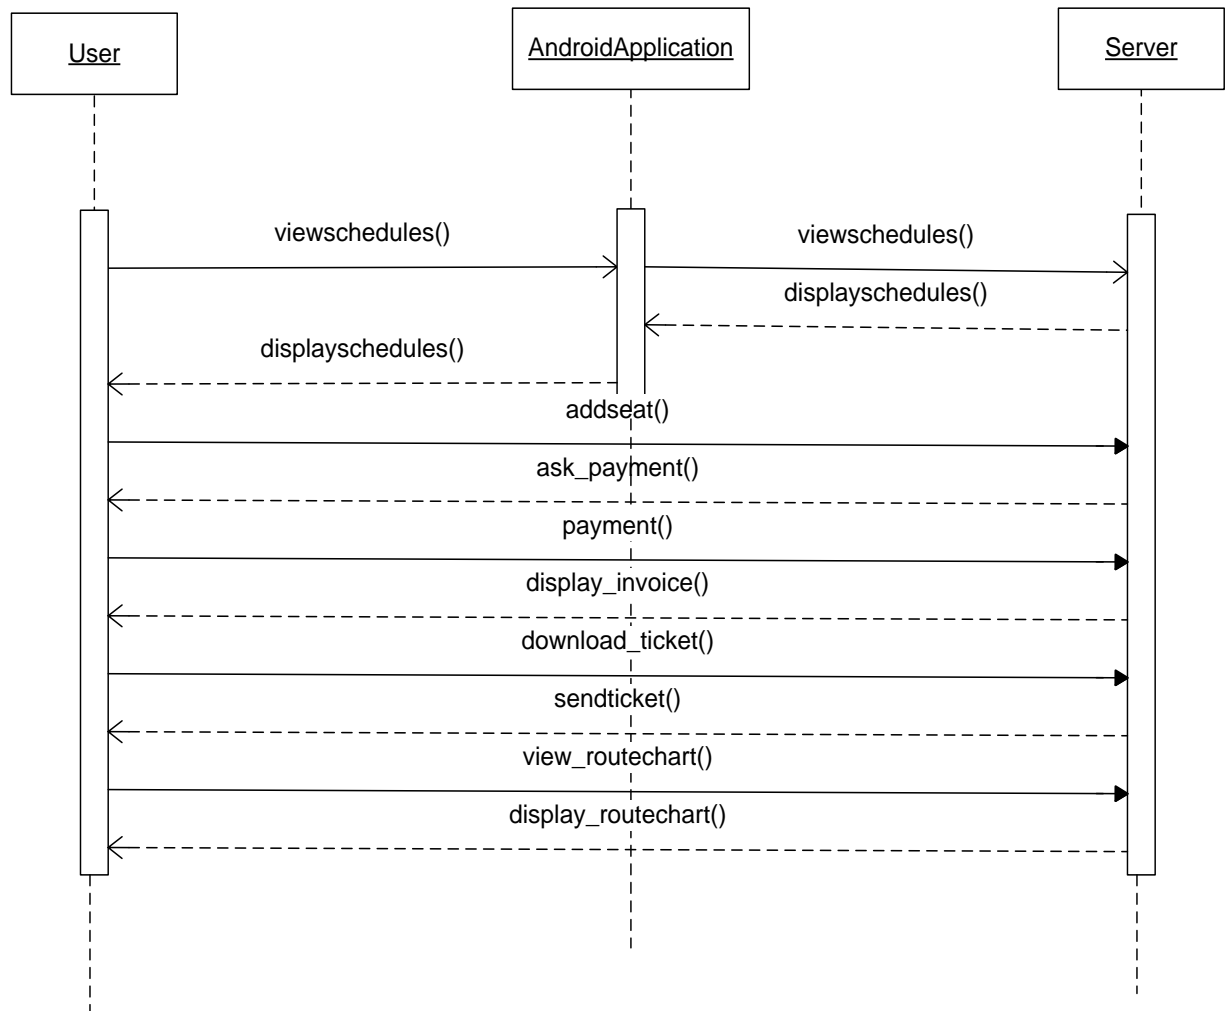 User
AndroidApplication
Server
viewschedules()
viewschedules()
displayschedules()
displayschedules()
addseat()
ask_payment()
payment()
display_invoice()
download_ticket()
sendticket()
view_routechart()
display_routechart()